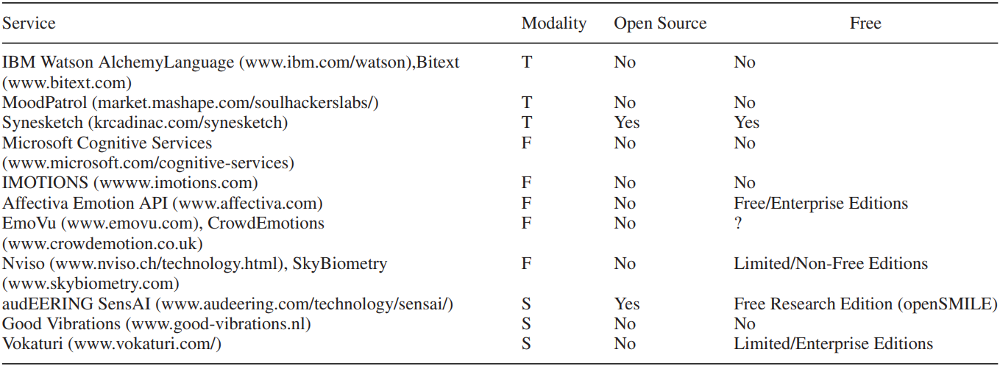 Service Modality Open Source Free
IBM Watson AlchemyLanguage (www.ibm.com/watson),Bitext T No No
(www.bitext.com)
MoodPatrol (market.mashape.com/soulhackerslabs/) T No No
Synesketch (krcadinac.com/synesketch) T Yes Yes
Microsoft Cognitive Services F No No
(www.microsoft.com/cognitive-services)
IMOTIONS (wwww.imotions.com) F No No
Affectiva Emotion API (www.affectiva.com) F No Free/Enterprise Editions
EmoVu (www.emovu.com), CrowdEmotions F No ?
(www.crowdemotion.co.uk)
Nviso (www.nviso.ch/technology.html), SkyBiometry F No Limited/Non-Free Editions
(www.skybiometry.com)
audEERING SensAI (www.audeering.com/technology/sensai/) S Yes Free Research Edition (openSMILE)
Good Vibrations (www.good-vibrations.nl) S No No
Vokaturi (www.vokaturi.com/) S No Limited/Enterprise Editions